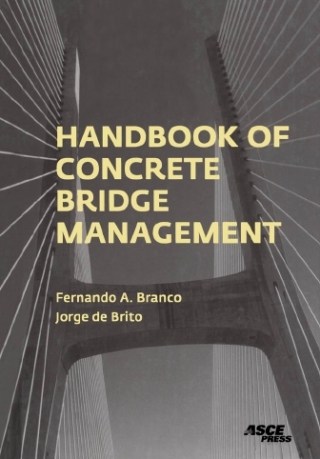 HANDBOOK OF
CONCRETE
BRIDGE
MANAGEMENT
Fernando A. Branco
Jorge de Brito
ASCE
PRESS